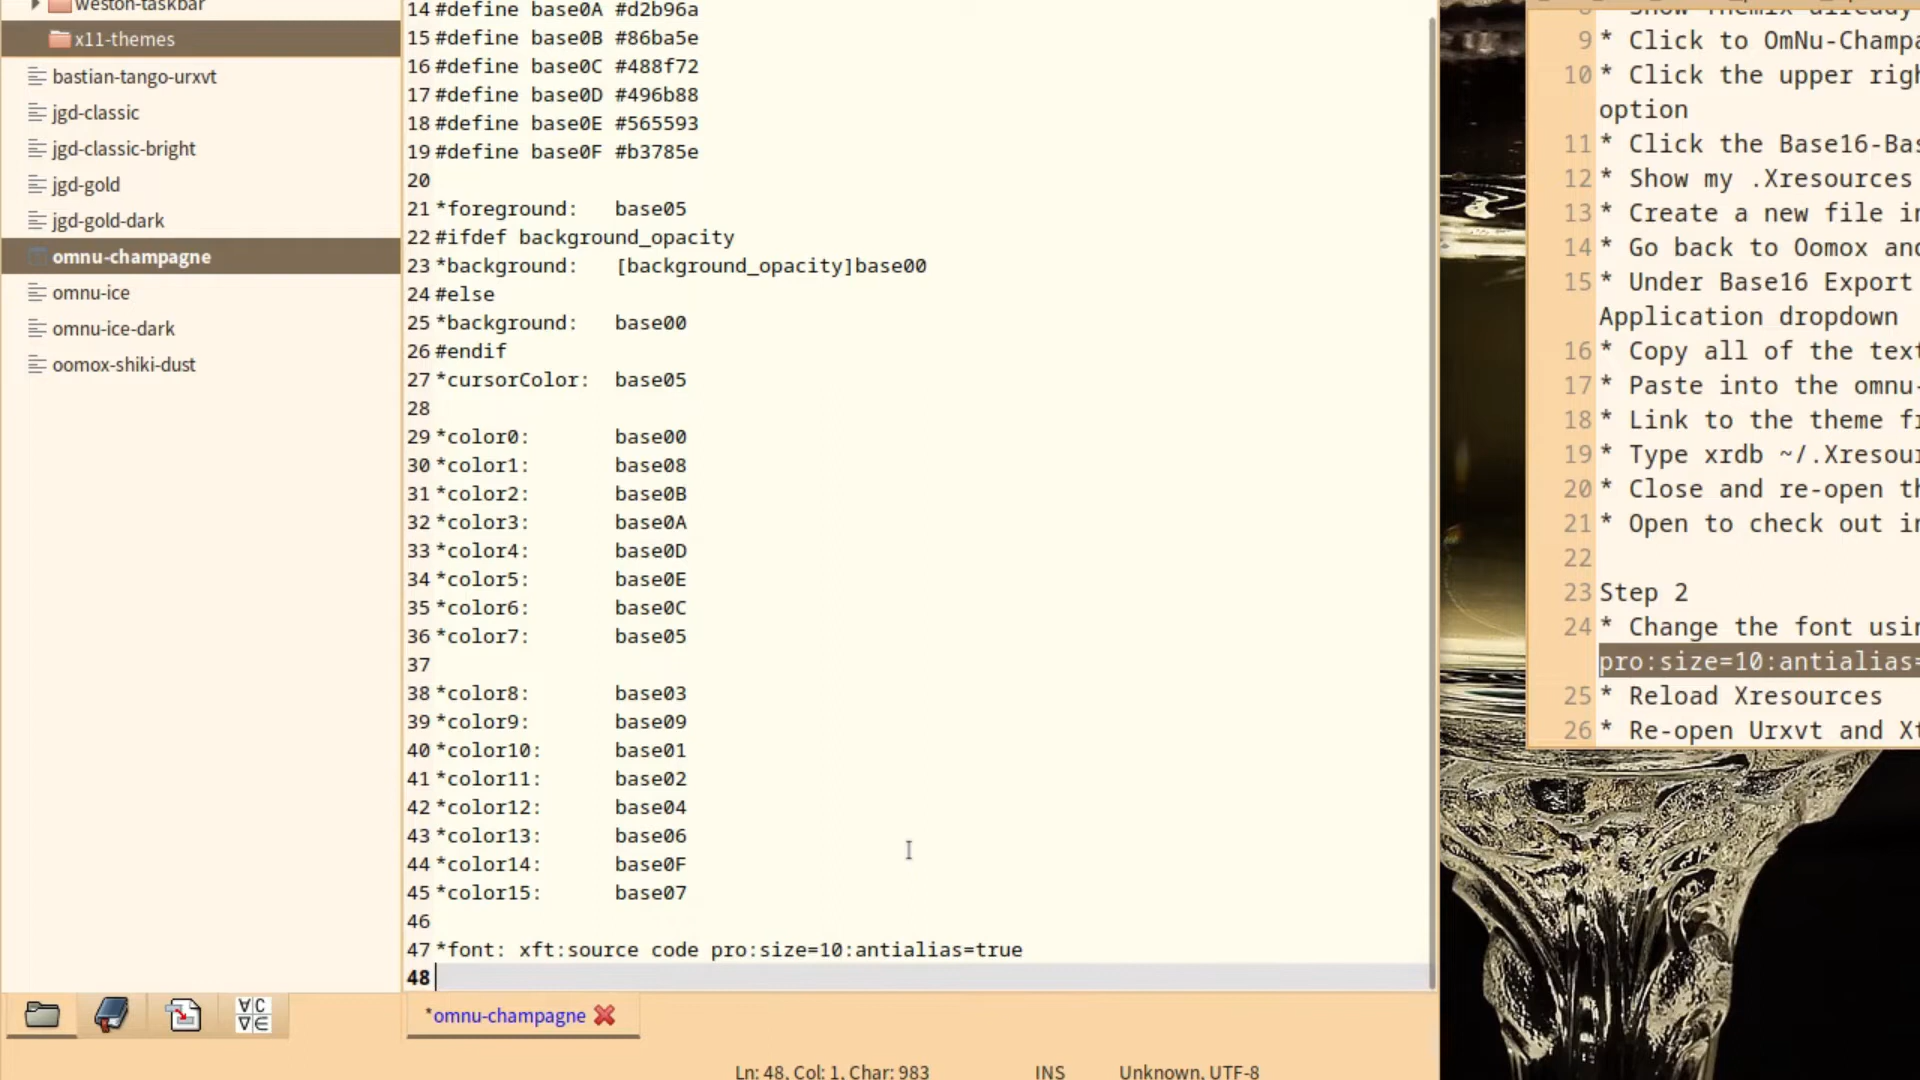 weston-taskbar
x11-themes
bastian-tango-urxvt
jgd-classic
jgd-classic-bright
jgd-gold
jgd-gold-dark
omnu-champagne
omnu-ice
omnu-ice-dark
oomox-shiki-dust
14 #define base0A #d2b96a
15 #define base0B #86ba5e
16 #define base0C #488f72
17 #define base0D #496b88
18 #define base0E #565593
19 #define base0F #b3785e
20
21 *foreground:   base05
22 #ifdef background_opacity
23 *background:   [background_opacity]base00
24 #else
25 *background:   base00
26 #endif
27 *cursorColor:  base05
28
29 *color0:       base00
30 *color1:       base08
31 *color2:       base0B
32 *color3:       base0A
33 *color4:       base0D
34 *color5:       base0E
35 *color6:       base0C
36 *color7:       base05
37
38 *color8:       base03
39 *color9:       base09
40 *color10:      base01
41 *color11:      base02
42 *color12:      base04
43 *color13:      base06
44 *color14:      base0F
45 *color15:      base07
46
47 *font: xft:source code pro:size=10:antialias=true
48
*omnu-champagne
Ln: 48, Col: 1, Char: 983 INS Unknown, UTF-8
9 * Click to OmNu-Champa
10 * Click the upper righ
option
11 * Click the Base16-Bas
12 * Show my .Xresources
13 * Create a new file in
14 * Go back to Oomox and
15 * Under Base16 Export
Application dropdown
16 * Copy all of the text
17 * Paste into the omnu-
18 * Link to the theme fr
19 * Type xrdb ~/.Xresour
20 * Close and re-open th
21 * Open to check out in
22
23 Step 2
24 * Change the font usin
pro:size=10:antialias=
25 * Reload Xresources
26 * Re-open Urxvt and Xt